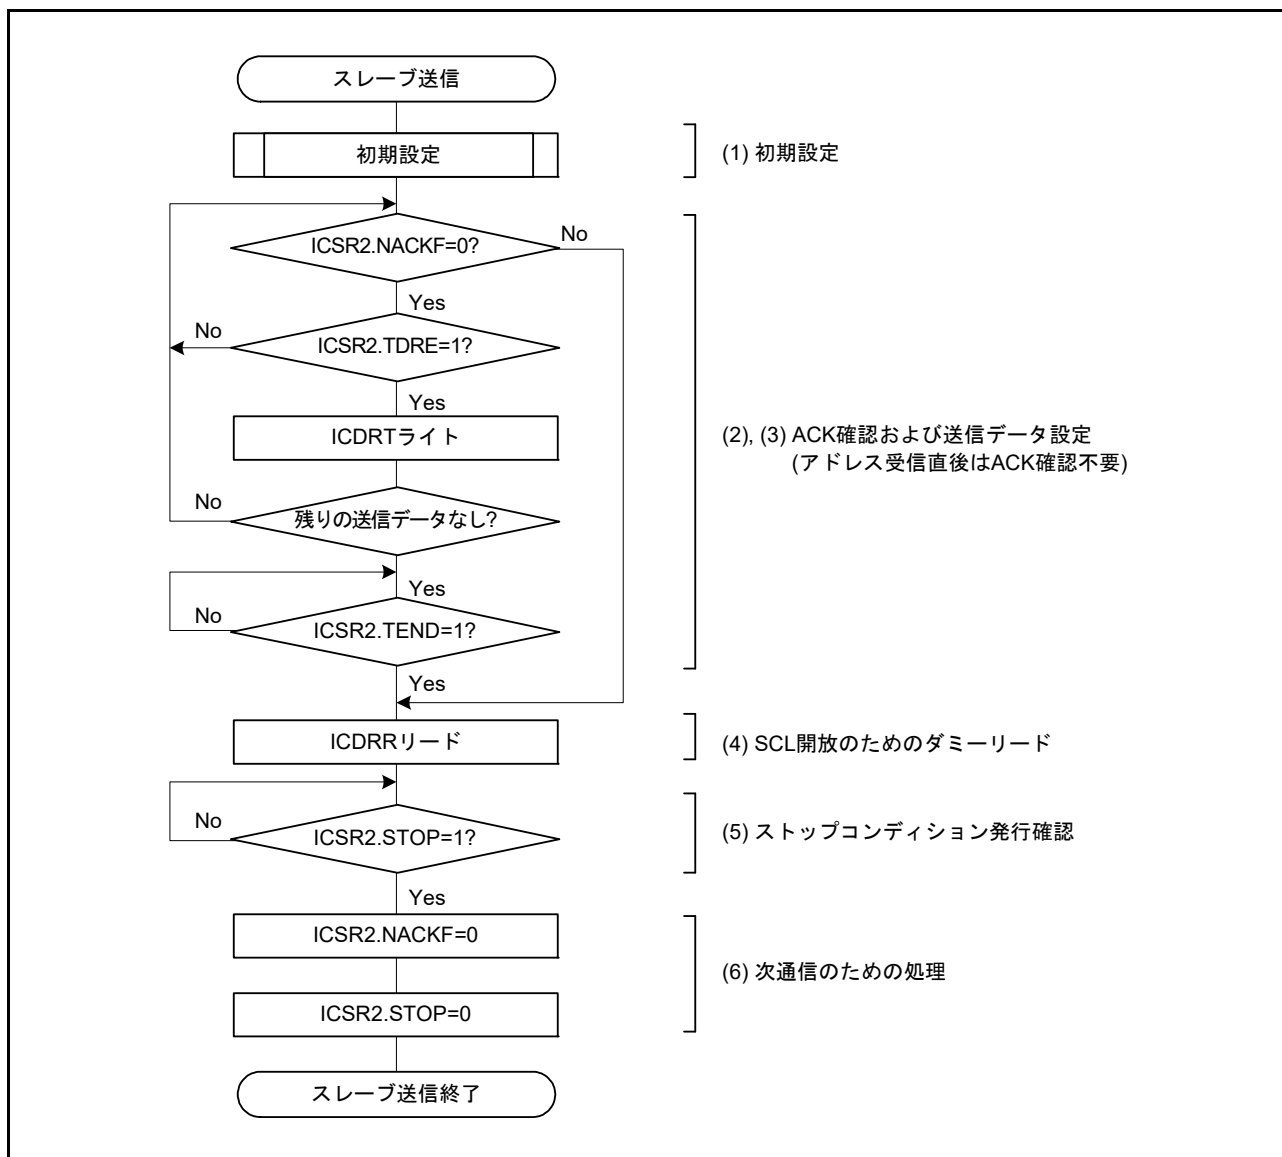 スレーブ送信
初期設定
(1) 初期設定
ICSR2.NACKF=0?
No
Yes
No
ICSR2.TDRE=1?
Yes
ICDRTライト
(2), (3) ACK確認および送信データ設定
(アドレス受信直後はACK確認不要)
No
残りの送信データなし?
Yes
No
ICSR2.TEND=1?
Yes
ICDRRリード
(4) SCL開放のためのダミーリード
No
ICSR2.STOP=1?
(5) ストップコンディション発行確認
Yes
ICSR2.NACKF=0
(6) 次通信のための処理
ICSR2.STOP=0
スレーブ送信終了